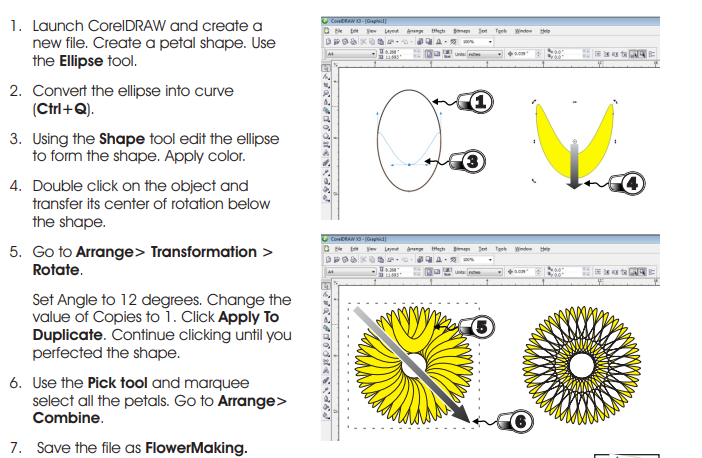 1. Launch CorelDRAW and create a
new file. Create a petal shape. Use
the Ellipse tool.
2. Convert the ellipse into curve
(Ctrl+Q).
3. Using the Shape tool edit the ellipse
to form the shape. Apply color.
4. Double click on the object and
transfer its center of rotation below
the shape.
5. Go to Arrange> Transformation >
Rotate.
Set Angle to 12 degrees. Change the
value of Copies to 1. Click Apply To
Duplicate. Continue clicking until you
perfected the shape.
6. Use the Pick tool and marquee
select all the petals. Go to Arrange>
Combine.
7. Save the file as FlowerMaking.
CorelDRAW X3 - [Graphic1]
File Edit View Layout Arrange Effects Bitmaps Text Tools Window Help
100%
A4
Units: inches
1
3
4
CorelDRAW X3 - [Graphic1]
File Edit View Layout Arrange Effects Bitmaps Text Tools Window Help
100%
A4
Units: inches
5
6